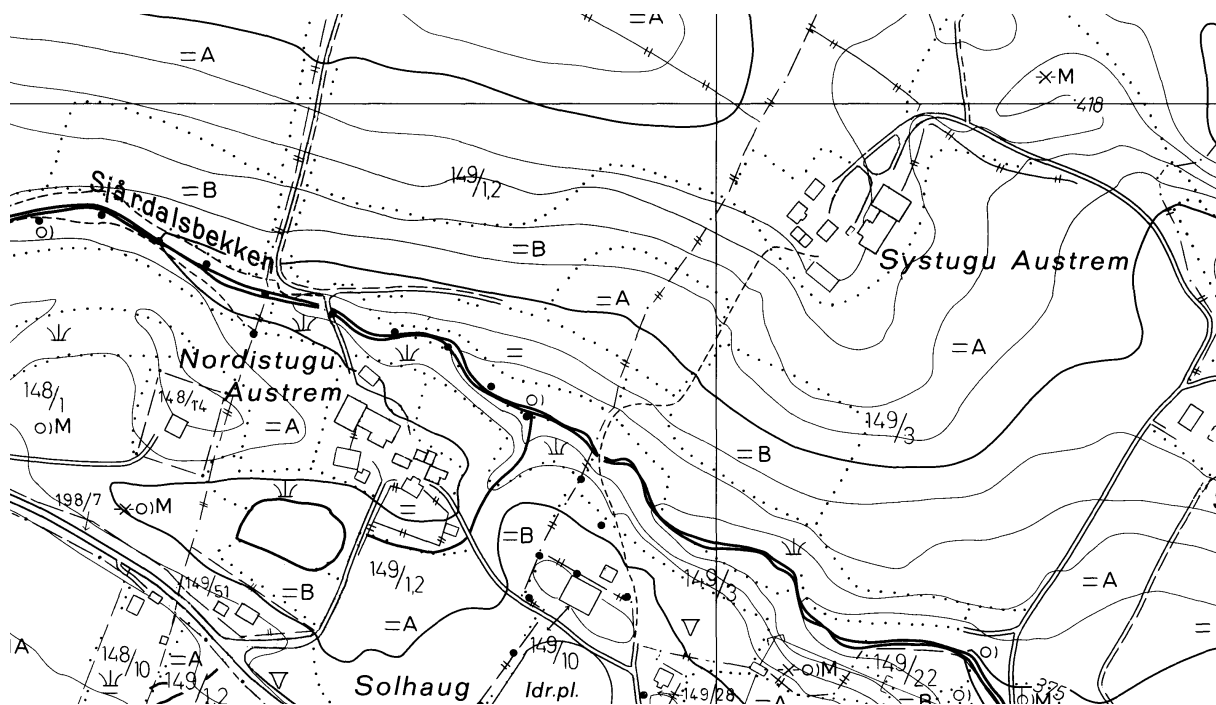 A
A
M
418
149/1,2
Sjårdalsbekken
B
B
Systugu Austrem
A
A
Nordistugu
Austrem
148/1
148/14
M
A
149/3
B
198/7
M
B
149/1,2
149/51
B
A
149/3
A
149/10
148/10
A
A
149/1,2
Solhaug
Idr.pl.
149/28
A
M
149/22
B
375
M